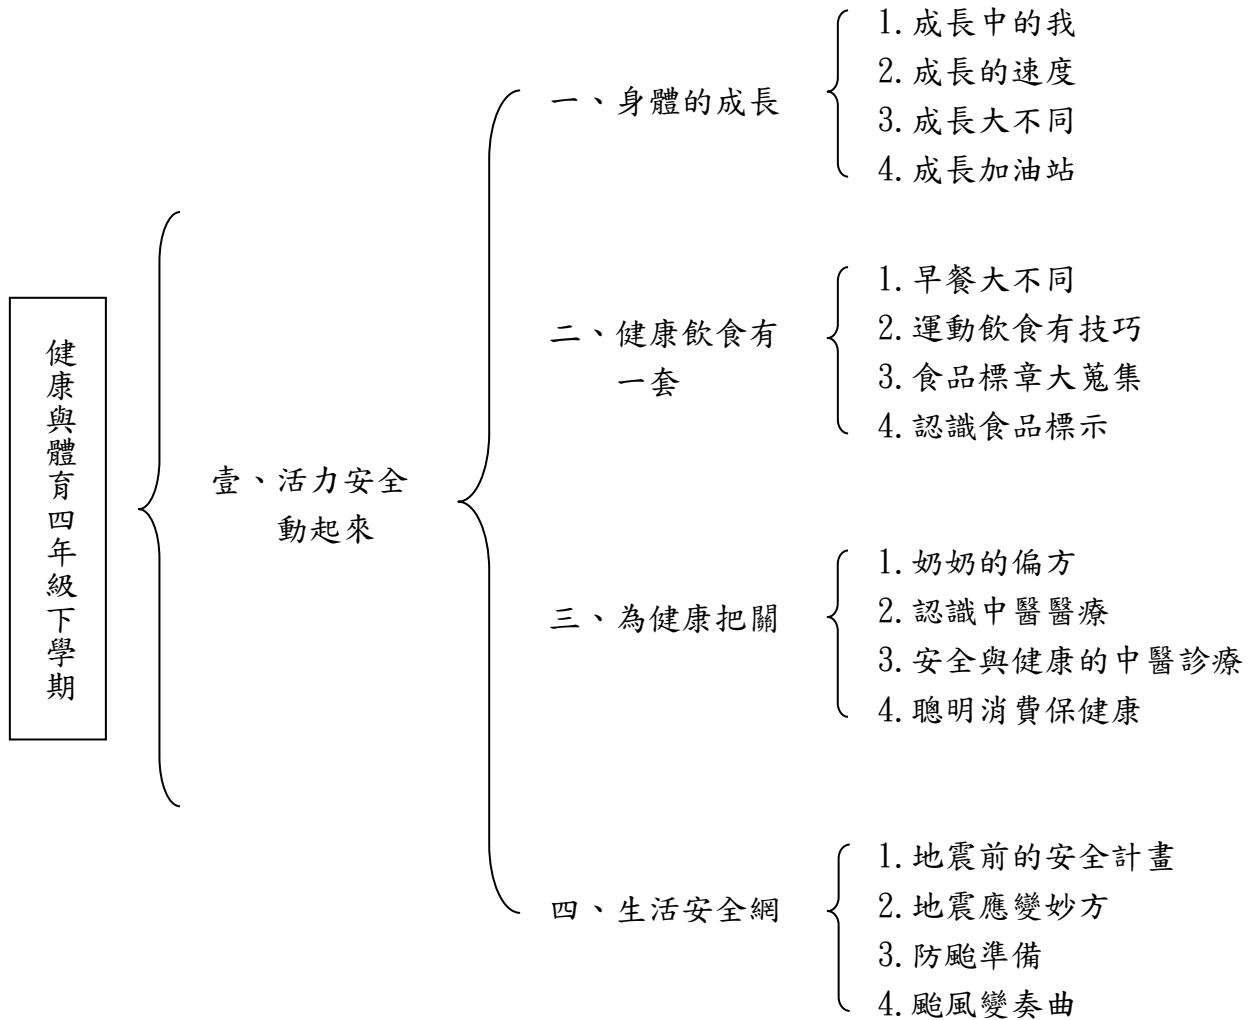 健康與體育四年級下學期
壹、活力安全
動起來
一、身體的成長
1.成長中的我
2.成長的速度
3.成長大不同
4.成長加油站
二、健康飲食有
一套
1.早餐大不同
2.運動飲食有技巧
3.食品標章大蒐集
4.認識食品標示
三、為健康把關
1.奶奶的偏方
2.認識中醫醫療
3.安全與健康的中醫診療
4.聰明消費保健康
四、生活安全網
1.地震前的安全計畫
2.地震應變妙方
3.防颱準備
4.颱風變奏曲